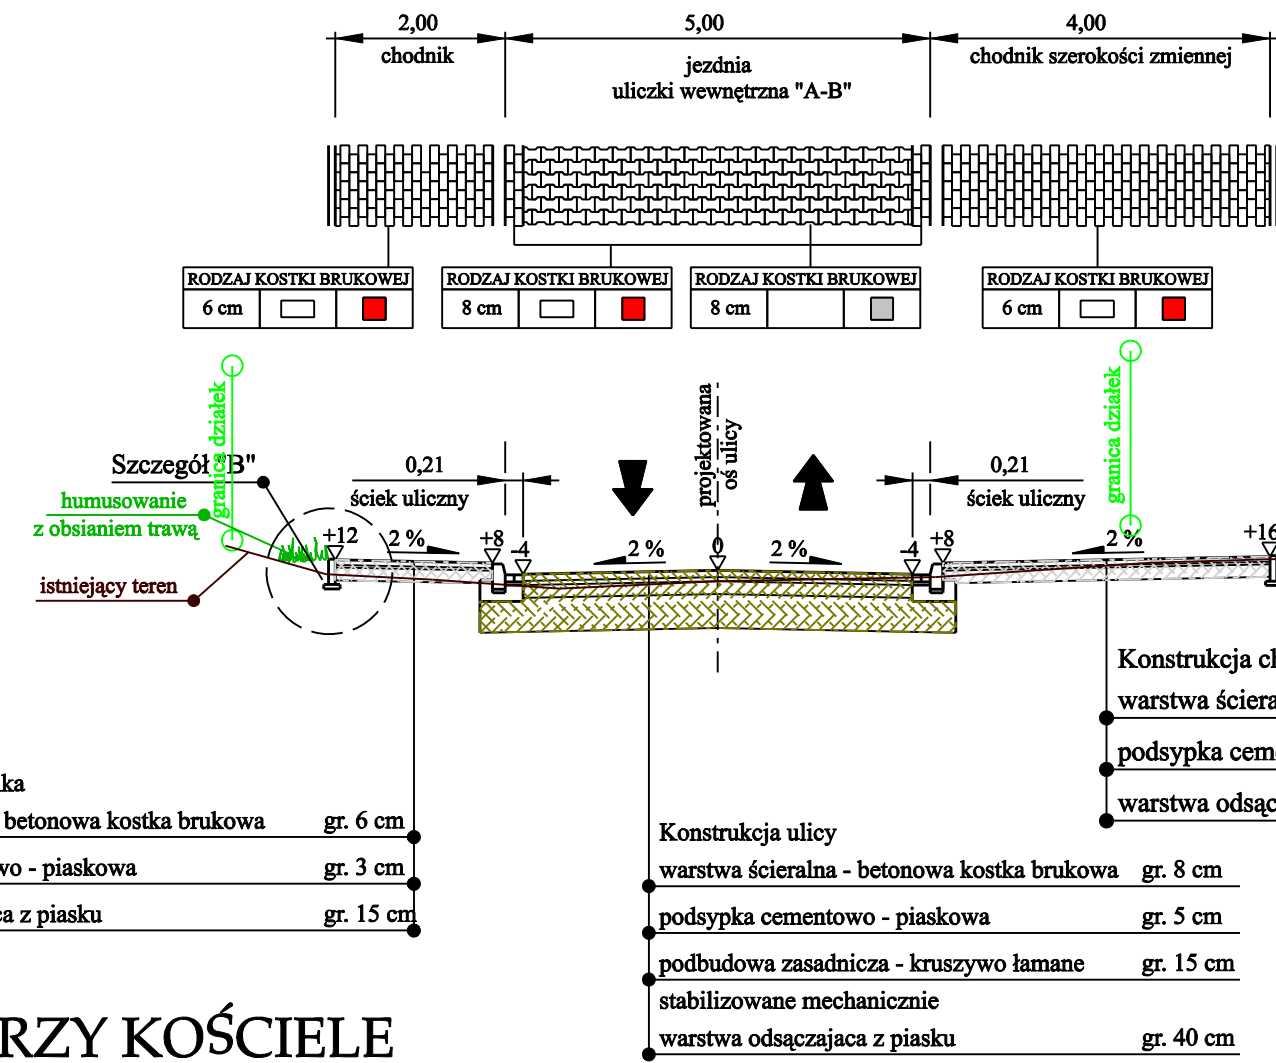 2,00
5,00
4,00
chodnik
jezdnia
uliczki wewnętrzna "A-B"
chodnik szerokości zmiennej
RODZAJ KOSTKI BRUKOWEJ
6 cm
RODZAJ KOSTKI BRUKOWEJ
8 cm
RODZAJ KOSTKI BRUKOWEJ
8 cm
RODZAJ KOSTKI BRUKOWEJ
6 cm
granica działek
projektowana
oś ulicy
granica działek
Szczegół "B"
0,21
ściek uliczny
0,21
ściek uliczny
humusowanie
z obsianiem trawą
istniejący teren
+12
2 %
+8
-4
2 %
0
2 %
-4
+8
2 %
+16
Konstrukcja ch
warstwa ściera
podsypka ceme
warstwa odsąc
ka
betonowa kostka brukowa gr. 6 cm
wo - piaskowa gr. 3 cm
ca z piasku gr. 15 cm
Konstrukcja ulicy
warstwa ścieralna - betonowa kostka brukowa gr. 8 cm
podsypka cementowo - piaskowa gr. 5 cm
podbudowa zasadnicza - kruszywo łamane gr. 15 cm
stabilizowane mechanicznie
warstwa odsączajaca z piasku gr. 40 cm
RZY KOŚCIELE